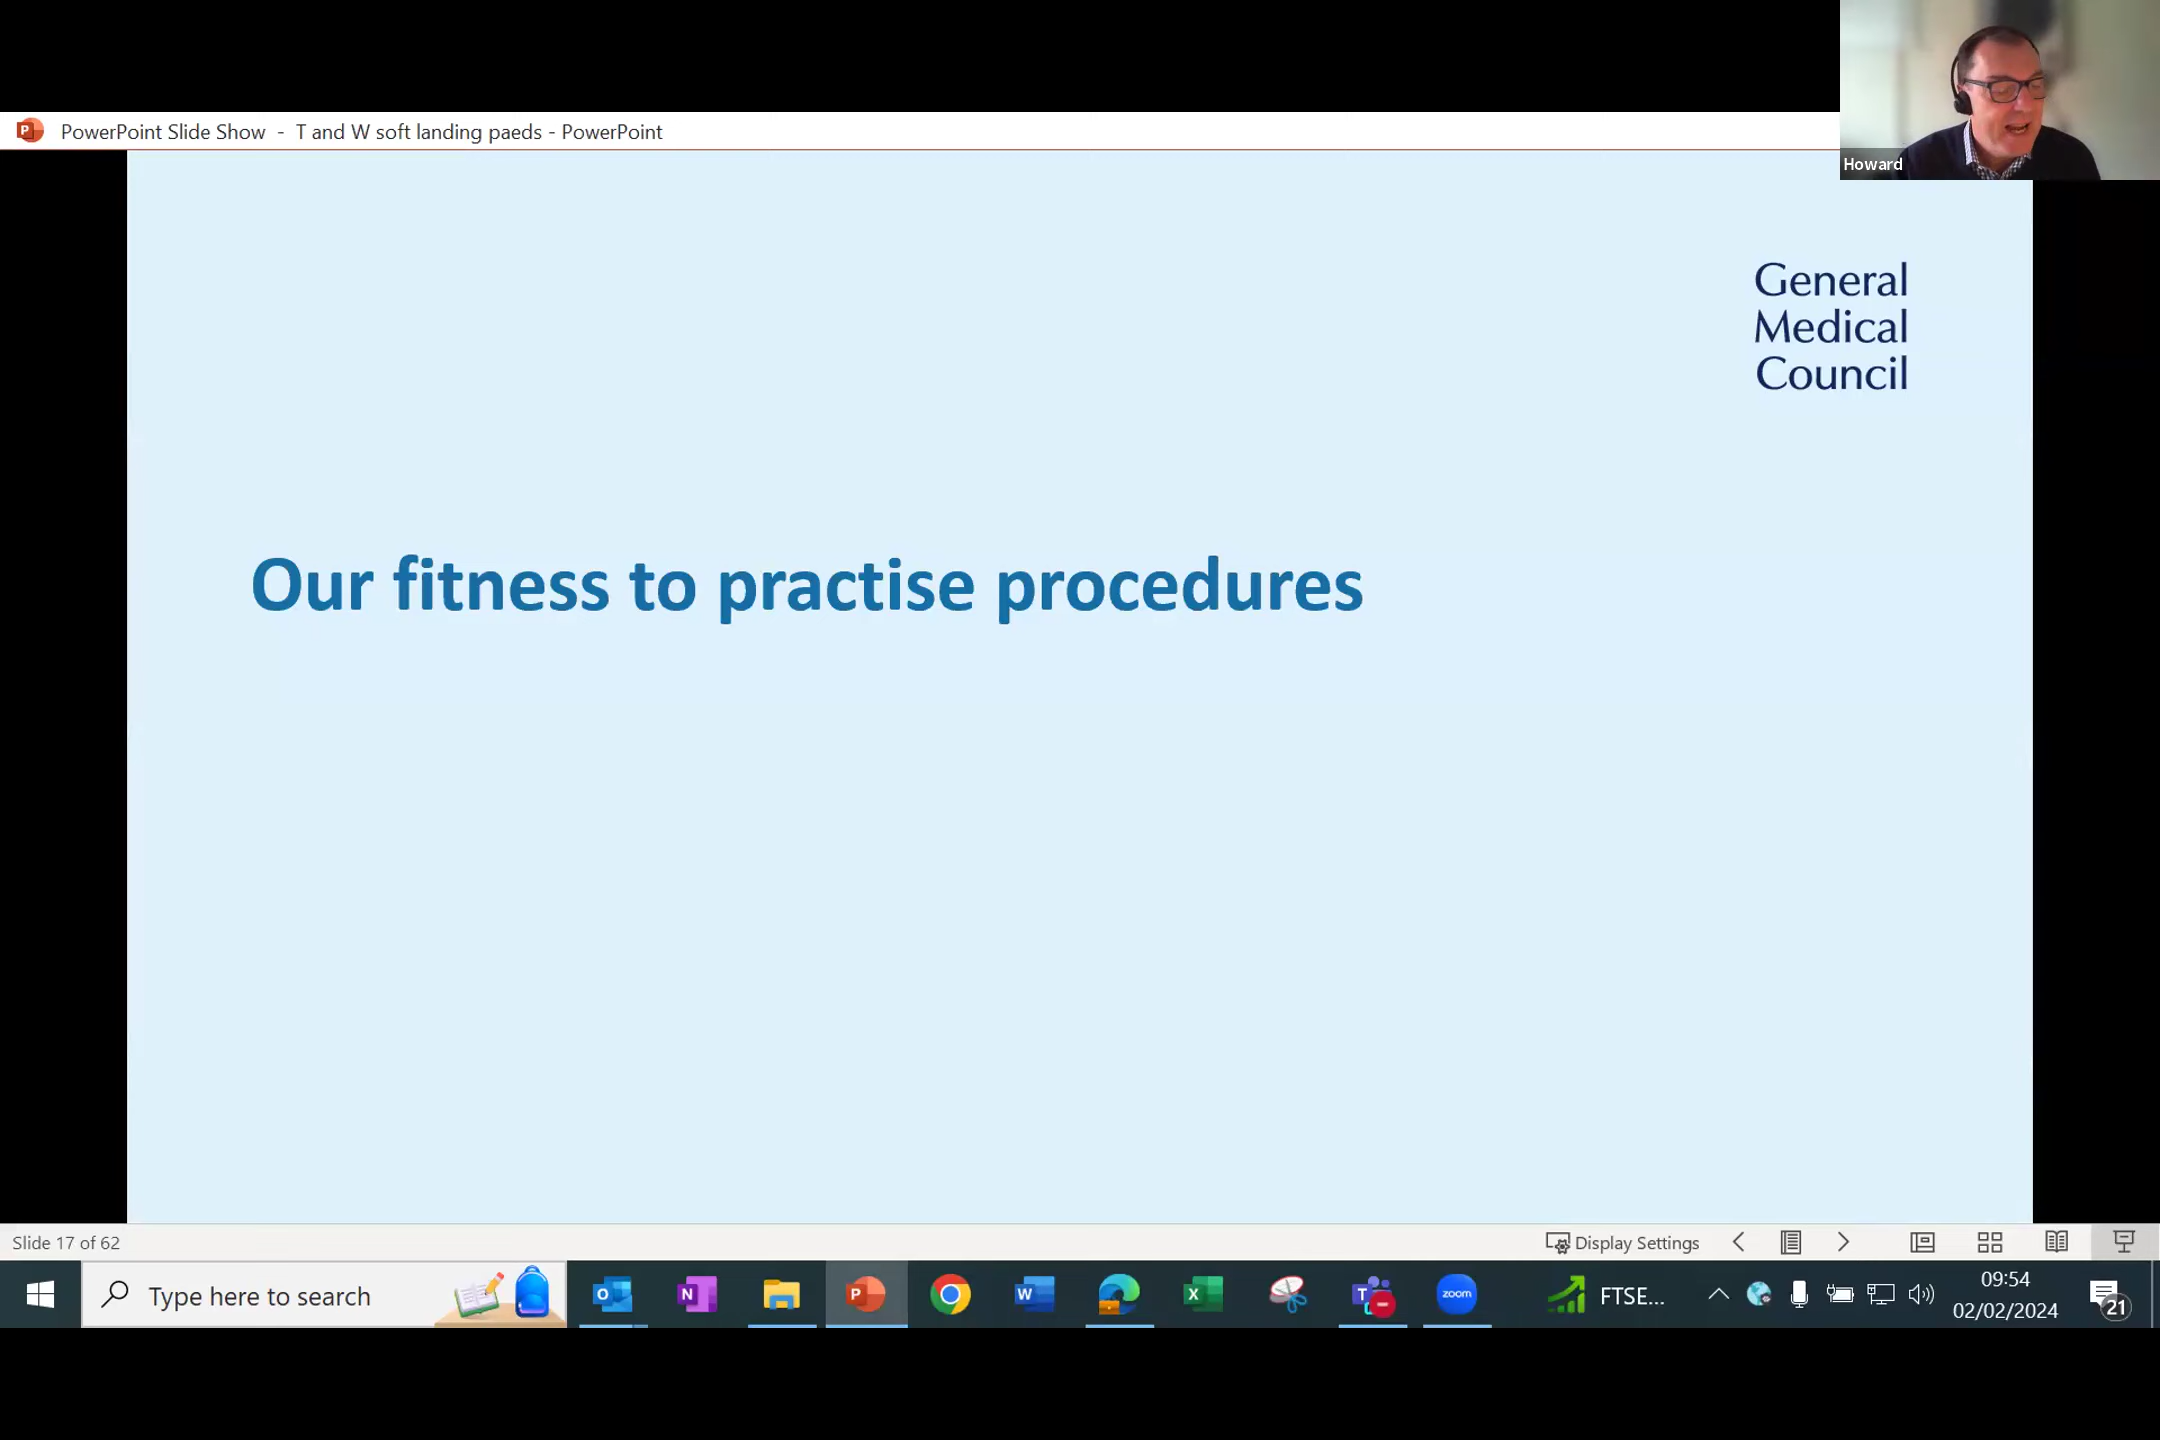 PowerPoint Slide Show - T and W soft landing paeds - PowerPoint
Howard
General
Medical
Council
Our fitness to practise procedures
Slide 17 of 62
Display Settings
Type here to search
zoom
FTSE...
09:54
02/02/2024
21